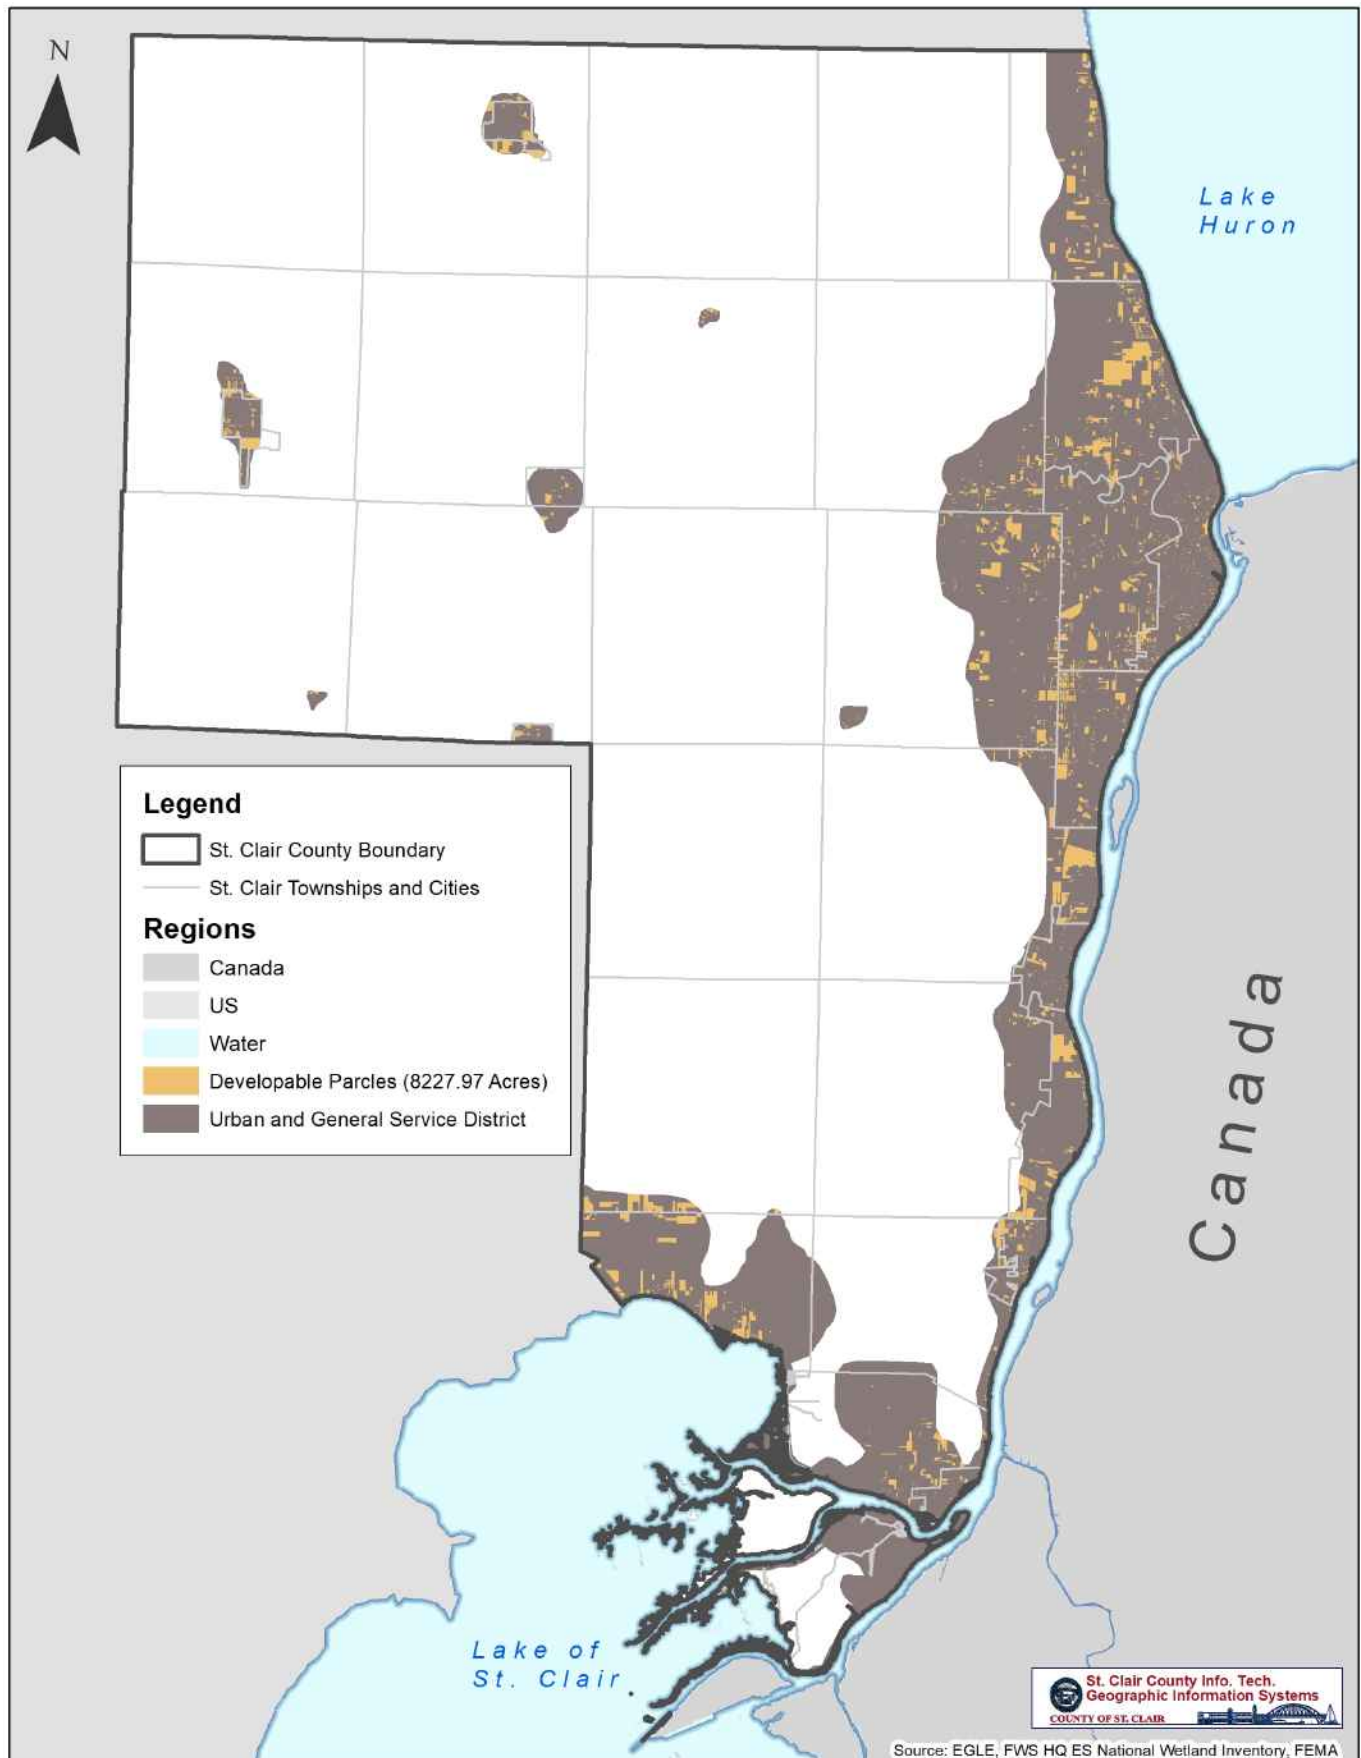 N
Lake
Huron
Legend
St. Clair County Boundary
St. Clair Townships and Cities
Regions
Canada
US
Water
Developable Parcles (8227.97 Acres)
Urban and General Service District
Canada
Lake of
St. Clair
St. Clair County Info. Tech.
Geographic Information Systems
COUNTY OF ST. CLAIR
Source: EGLE, FWS HQ ES National Wetland Inventory, FEMA